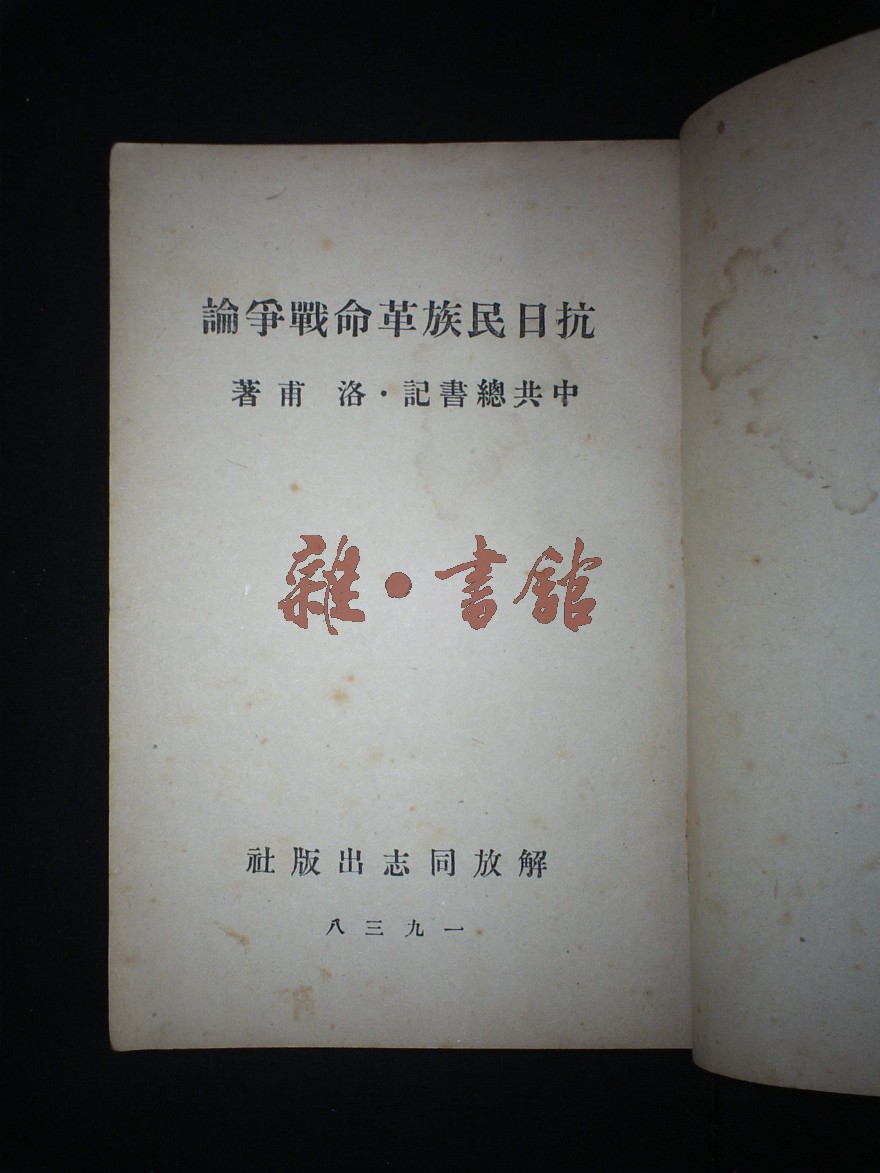 抗日民族革命戰爭論
中共總書記·洛 甫 著
雜·書館
解放同志出版社
一九三八